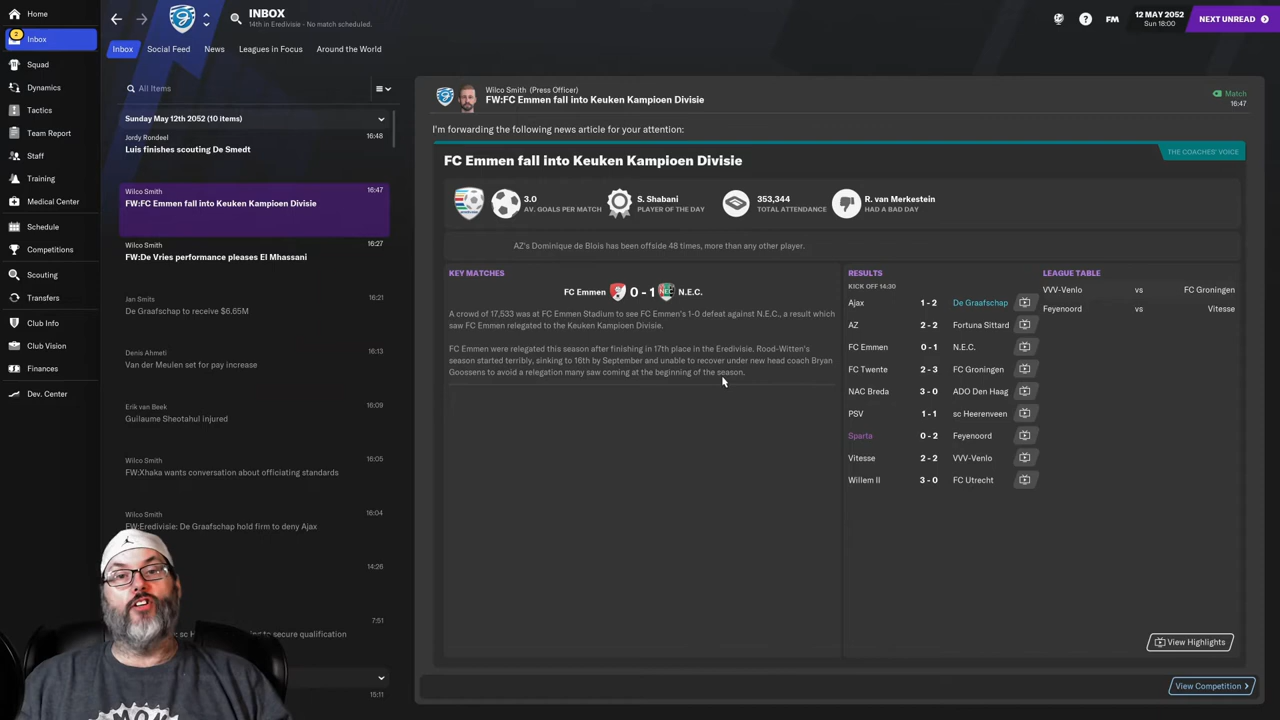 Home
INBOX
14th in Eredivisie - No match scheduled.
FM
12 MAY 2052
Sun 18:00
NEXT UNREAD
2
Inbox
Inbox
Social Feed
News
Leagues in Focus
Around the World
Squad
Dynamics
Tactics
Team Report
Staff
Training
Medical Center
Schedule
Competitions
Scouting
Transfers
Club Info
Club Vision
Finances
Dev. Center
All Items
Sunday May 12th 2052 (10 items)
Jordy Rondeel
16:48
Luis finishes scouting De Smedt
Wilco Smith
16:47
FW:FC Emmen fall into Keuken Kampioen Divisie
Wilco Smith
16:27
FW:De Vries performance pleases El Mhassani
Jan Smits
16:21
De Graafschap to receive $6.65M
Denis Ahmeti
16:13
Van der Meulen set for pay increase
Erik van Beek
16:09
Guilaume Sheotahul injured
Wilco Smith
16:05
FW:Xhaka wants conversation about officiating standards
Wilco Smith
16:04
FW:Eredivisie: De Graafschap hold firm to deny Ajax
14:26
7:51
to secure qualification
15:11
Wilco Smith (Press Officer)
FW:FC Emmen fall into Keuken Kampioen Divisie
Match
16:47
I'm forwarding the following news article for your attention:
THE COACHES' VOICE
FC Emmen fall into Keuken Kampioen Divisie
3.0
AV. GOALS PER MATCH
S. Shabani
PLAYER OF THE DAY
353,344
TOTAL ATTENDANCE
R. van Merkestein
HAD A BAD DAY
AZ's Dominique de Blois has been offside 48 times, more than any other player.
KEY MATCHES
FC Emmen 0 - 1 NEC N.E.C.
A crowd of 17,533 was at FC Emmen Stadium to see FC Emmen's 1-0 defeat against N.E.C., a result which
saw FC Emmen relegated to the Keuken Kampioen Divisie.
FC Emmen were relegated this season after finishing in 17th place in the Eredivisie. Rood-Witten's
season started terribly, sinking to 16th by September and unable to recover under new head coach Bryan
Goossens to avoid a relegation many saw coming at the beginning of the season.
RESULTS
KICK OFF 14:30
Ajax 1 - 2 De Graafschap
AZ 2 - 2 Fortuna Sittard
FC Emmen 0 - 1 N.E.C.
FC Twente 2 - 3 FC Groningen
NAC Breda 3 - 0 ADO Den Haag
PSV 1 - 1 sc Heerenveen
Sparta 0 - 2 Feyenoord
Vitesse 2 - 2 VVV-Venlo
Willem II 3 - 0 FC Utrecht
LEAGUE TABLE
VVV-Venlo vs FC Groningen
Feyenoord vs Vitesse
View Highlights
View Competition